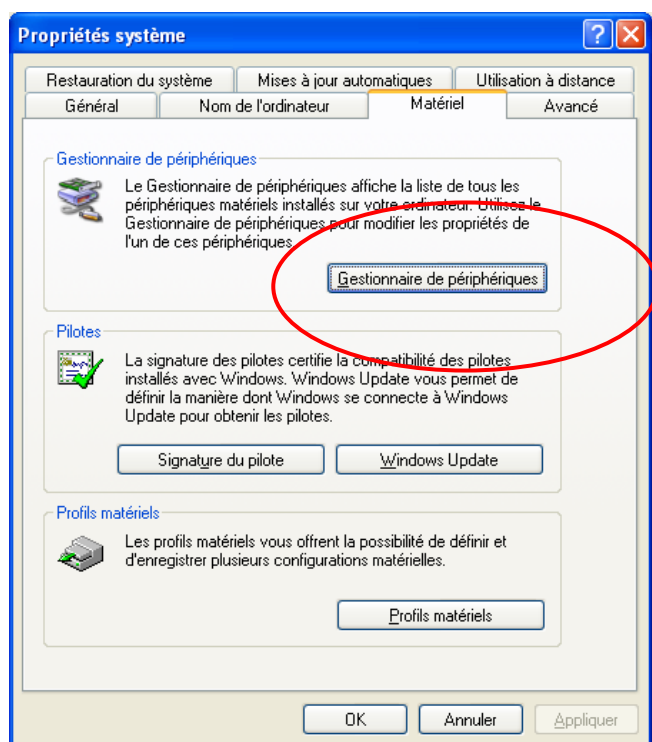 Propriétés système
Restauration du système Mises à jour automatiques Utilisation à distance
Général Nom de l'ordinateur Matériel Avancé
Gestionnaire de périphériques
Le Gestionnaire de périphériques affiche la liste de tous les
périphériques matériels installés sur votre ordinateur. Utilisez le
Gestionnaire de périphériques pour modifier les propriétés de
l'un de ces périphériques.
Gestionnaire de périphériques
Pilotes
La signature des pilotes certifie la compatibilité des pilotes
installés avec Windows. Windows Update vous permet de
définir la manière dont Windows se connecte à Windows
Update pour obtenir les pilotes.
Signature du pilote Windows Update
Profils matériels
Les profils matériels vous offrent la possibilité de définir et
d'enregistrer plusieurs configurations matérielles.
Profils matériels
OK Annuler Appliquer